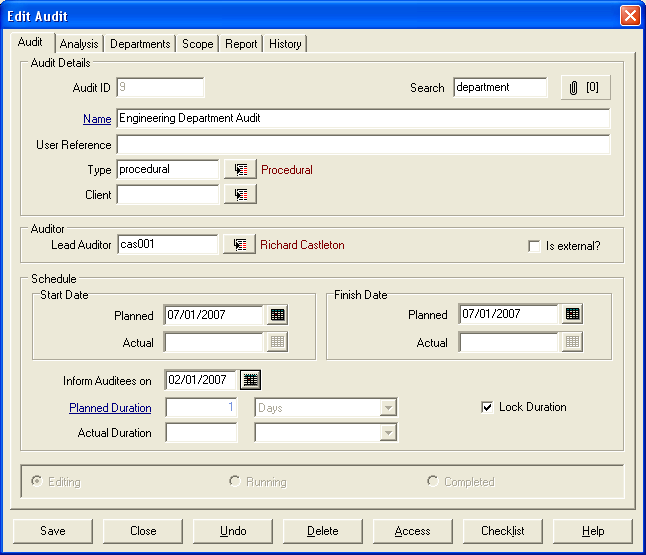 Edit Audit
Audit Analysis Departments Scope Report History
Audit Details
Audit ID 9 Search department [0]
Name Engineering Department Audit
User Reference
Type procedural Procedural
Client
Auditor
Lead Auditor cas001 Richard Castleton Is external?
Schedule
Start Date Finish Date
Planned 07/01/2007 Planned 07/01/2007
Actual Actual
Inform Auditees on 02/01/2007
Planned Duration 1 Days Lock Duration
Actual Duration
Editing Running Completed
Save Close Undo Delete Access Checklist Help